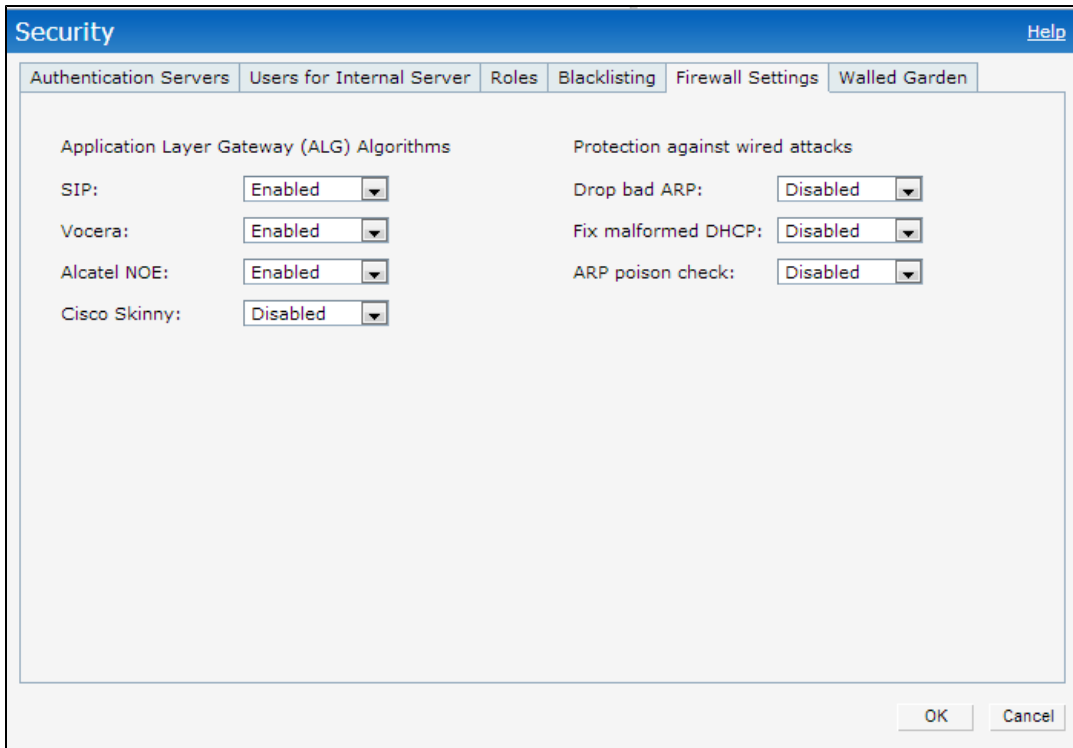 Security
Help
Authentication Servers
Users for Internal Server
Roles
Blacklisting
Firewall Settings
Walled Garden
Application Layer Gateway (ALG) Algorithms
SIP: Enabled
Vocera: Enabled
Alcatel NOE: Enabled
Cisco Skinny: Disabled
Protection against wired attacks
Drop bad ARP: Disabled
Fix malformed DHCP: Disabled
ARP poison check: Disabled
OK
Cancel